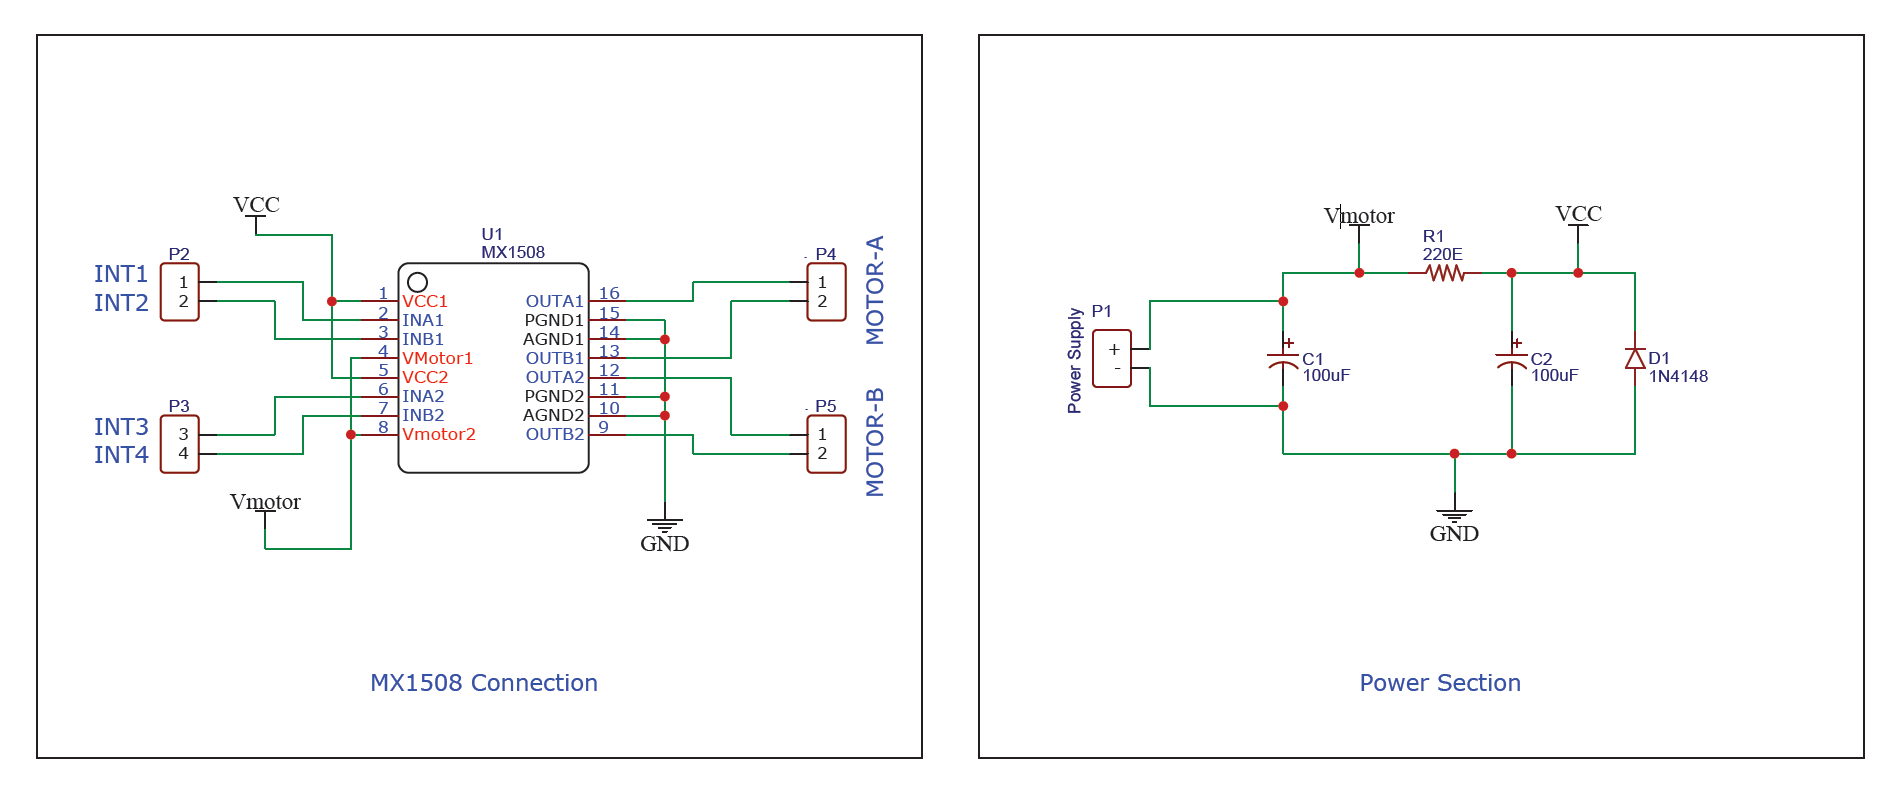 VCC
U1
MX1508
P2
INT1
INT2
1
2
P3
INT3
INT4
3
4
1
2
3
4
5
6
7
8
VCC1
INA1
INB1
VMotor1
VCC2
INA2
INB2
Vmotor2
OUTA1
PGND1
AGND1
OUTB1
OUTA2
PGND2
AGND2
OUTB2
16
15
14
13
12
11
10
9
P4
1
2
MOTOR-A
P5
1
2
MOTOR-B
Vmotor
GND
MX1508 Connection
Vmotor
VCC
R1
220E
P1
Power Supply
+
-
+
C1
100uF
+
C2
100uF
D1
1N4148
GND
Power Section